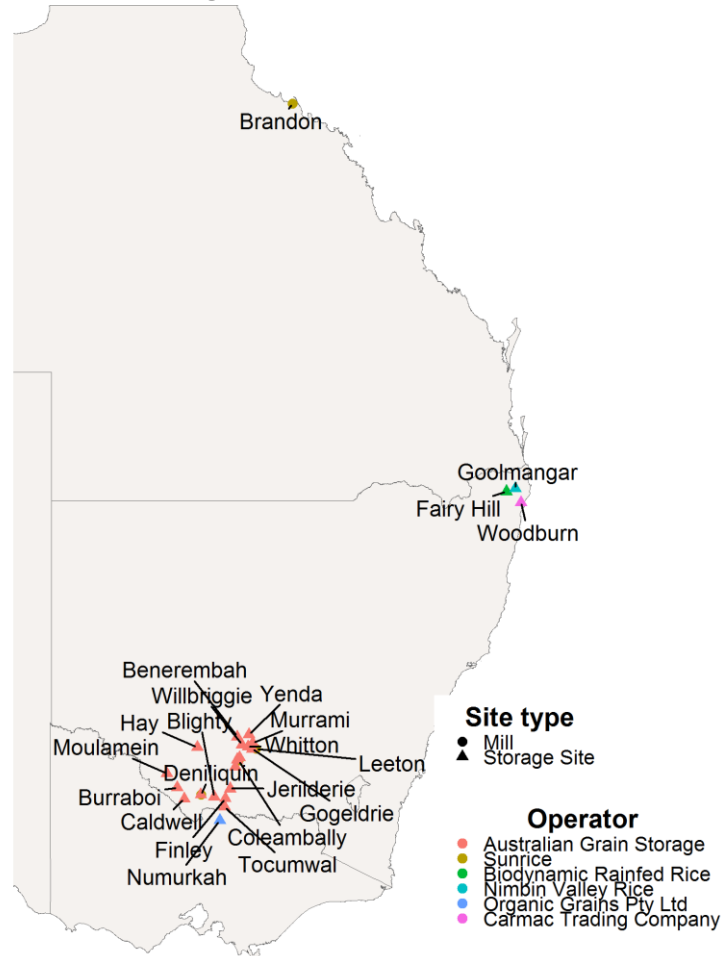 Brandon
Goolmangar
Fairy Hill
Woodburn
Benerembah
Willbriggie
Yenda
Hay
Blighty
Murrami
Moulamein
Whitton
Deniliquin
Leeton
Burraboi
Jerilderie
Gogeldrie
Caldwell
Coleambally
Finley
Tocumwal
Numurkah
Site type
Mill
Storage Site
Operator
Australian Grain Storage
Sunrice
Biodynamic Rainfed Rice
Nimbin Valley Rice
Organic Grains Pty Ltd
Carmac Trading Company